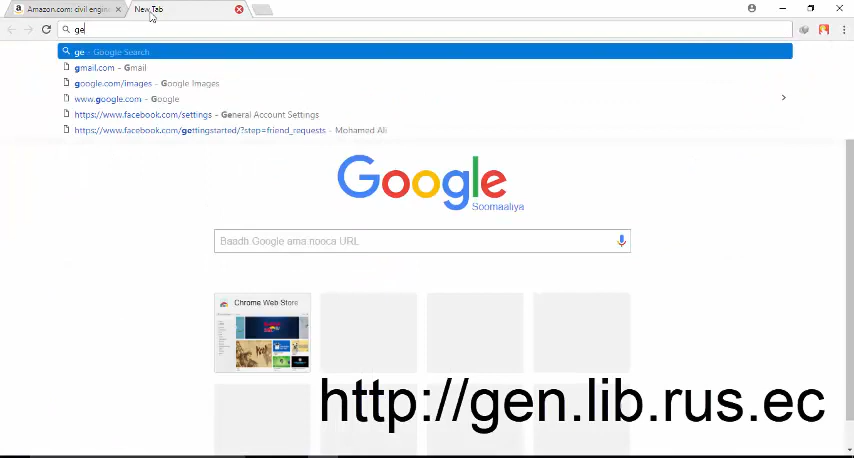 Amazon.com: civil engin
New Tab
ge
ge - Google Search
gmail.com - Gmail
google.com/images - Google Images
www.google.com - Google
https://www.facebook.com/settings - General Account Settings
https://www.facebook.com/gettingstarted/?step=friend_requests - Mohamed Ali
Google
Soomaaliya
Baadh Google ama nooca URL
Chrome Web Store
http://gen.lib.rus.ec